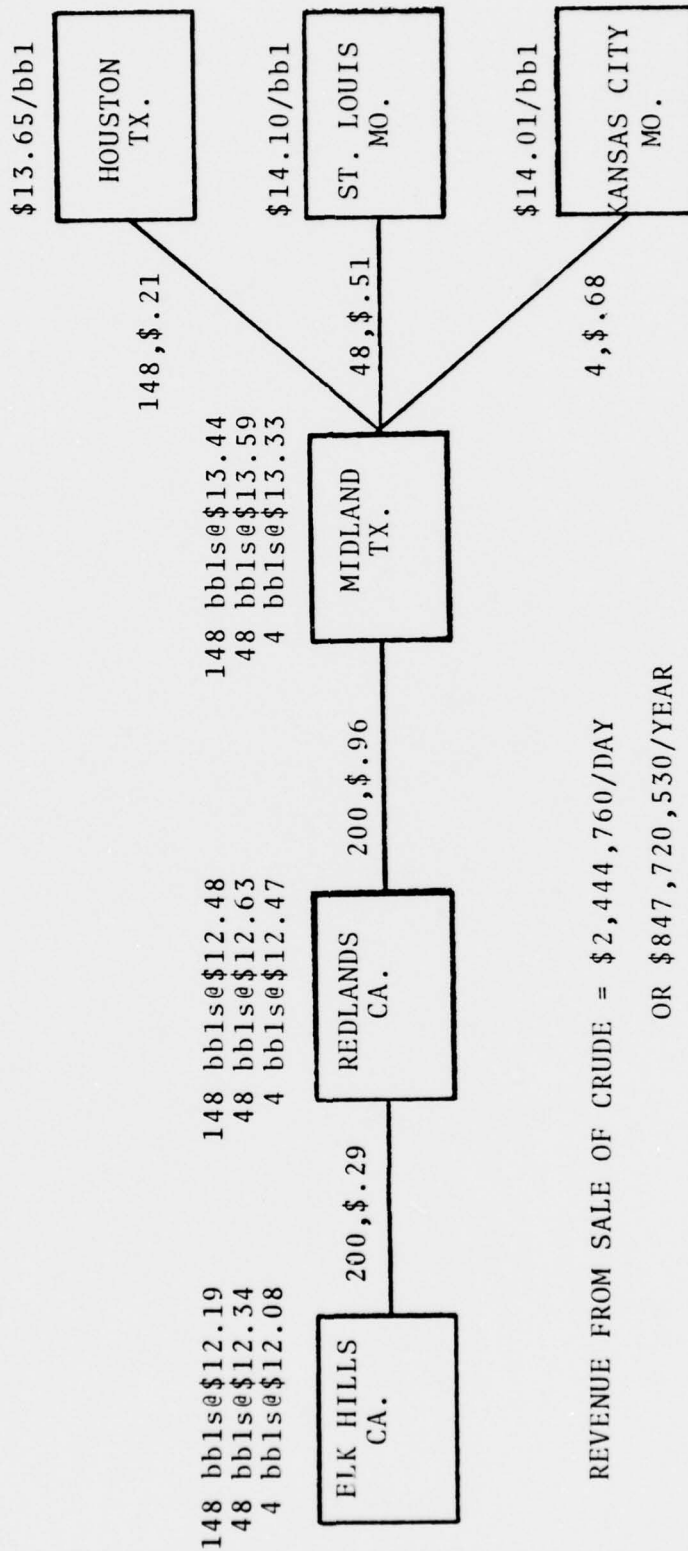 148 bbls@$12.19
48 bbls@$12.34
4 bbls@$12.08
ELK HILLS
CA.
200,$.29
148 bbls@$12.48
48 bbls@$12.63
4 bbls@$12.47
REDLANDS
CA.
200,$.96
148 bbls@$13.44
48 bbls@$13.59
4 bbls@$13.33
MIDLAND
TX.
148,$.21
48,$.51
4,$.68
$13.65/bbl
HOUSTON
TX.
$14.10/bbl
ST. LOUIS
MO.
$14.01/bbl
KANSAS CITY
MO.
REVENUE FROM SALE OF CRUDE = $2,444,760/DAY
OR $847,720,530/YEAR